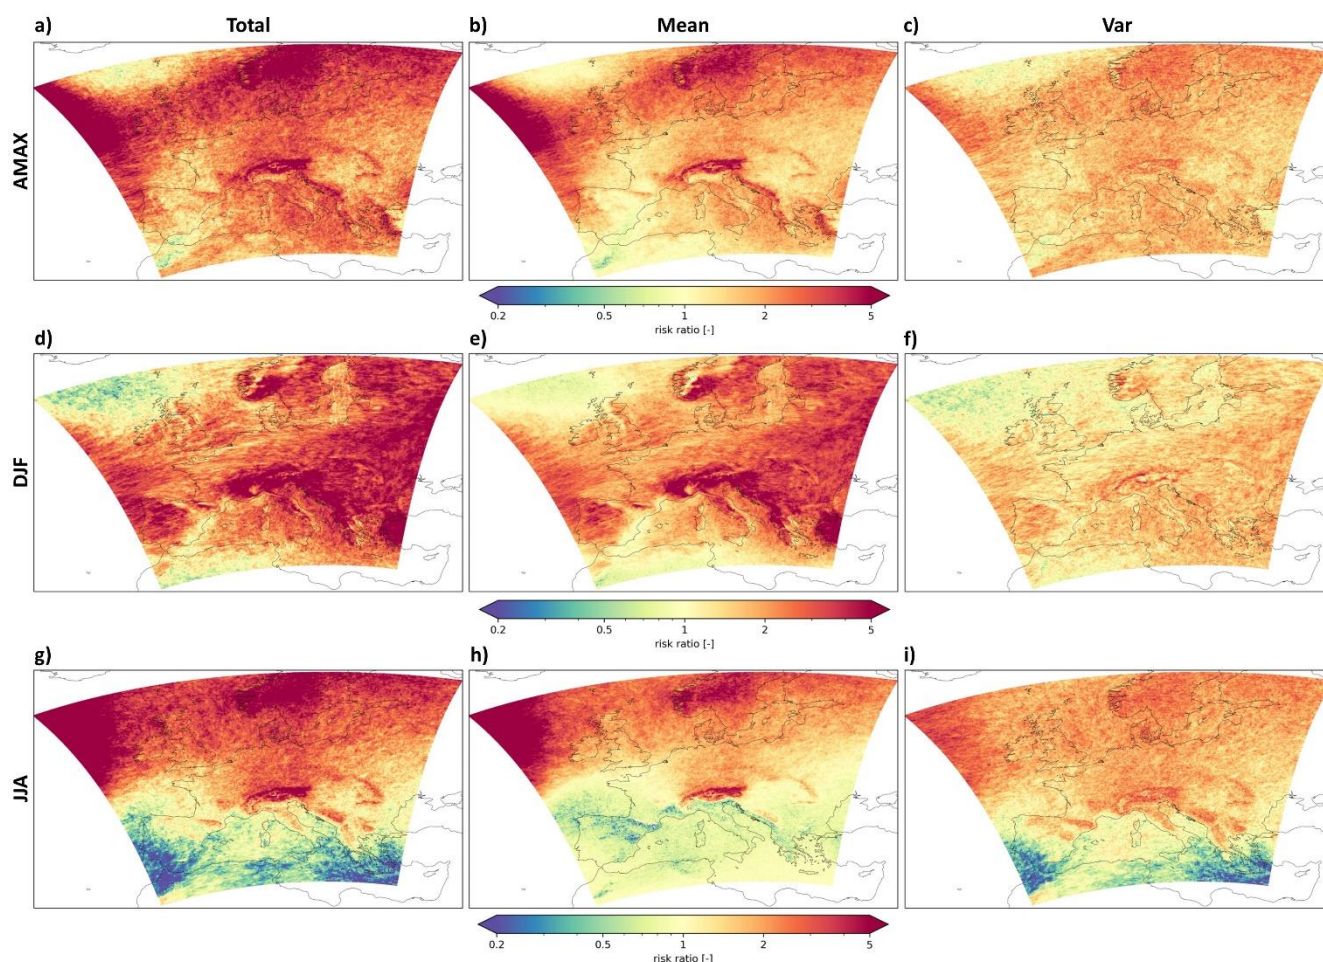 a) Total b) Mean c) Var
AMAX
0.2 0.5 1 2 5
risk ratio [-]
d) e) f)
DJF
0.2 0.5 1 2 5
risk ratio [-]
g) h) i)
JJA
0.2 0.5 1 2 5
risk ratio [-]